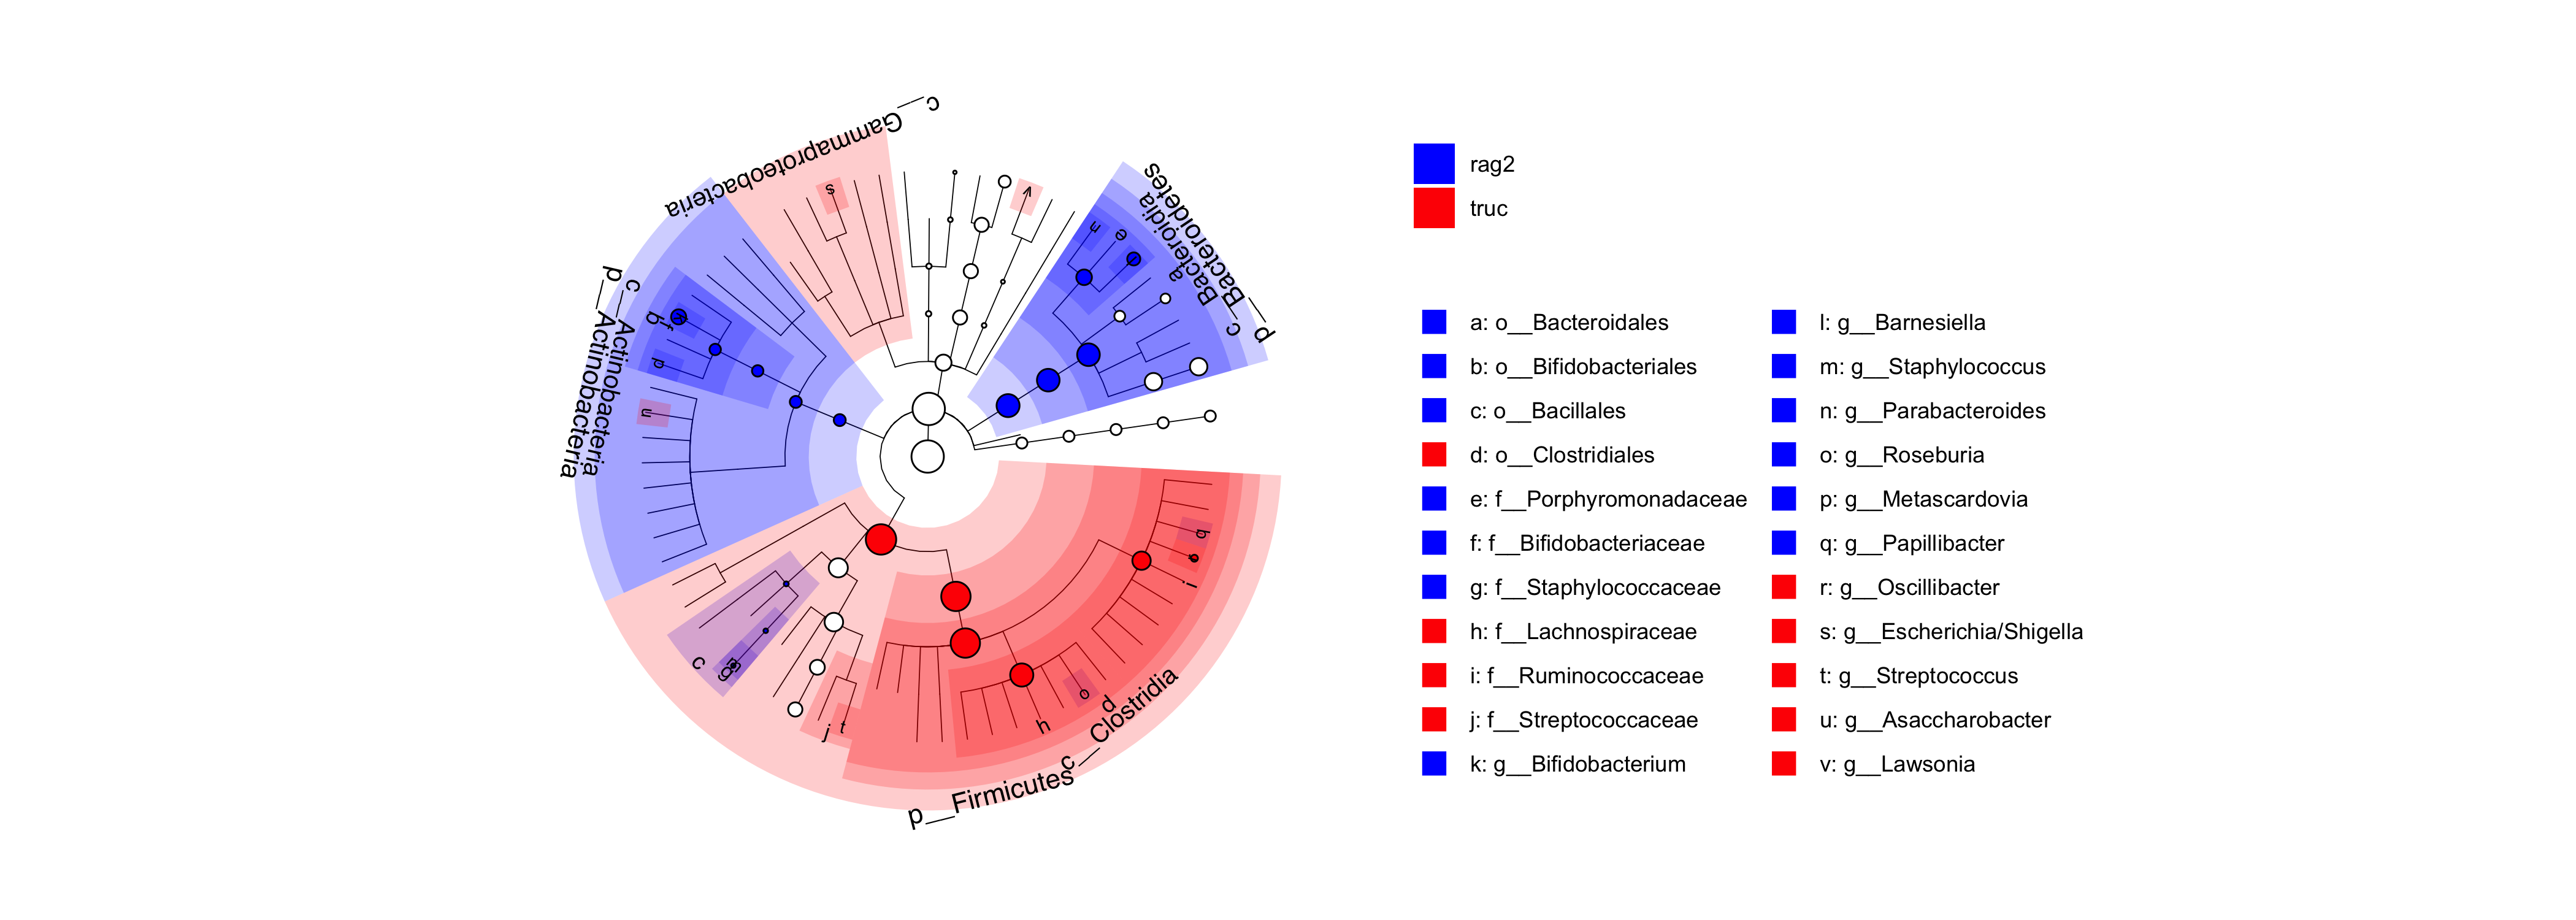 c__Gammaproteobacteria
p__Bacteroidetes
c__Bacteroidia
p__Actinobacteria
c__Actinobacteria
c__Clostridia
p__Firmicutes
s
v
e
a
k
f
b
p
u
q
r
i
o
d
h
t
j
m
g
c
rag2
truc
a: o__Bacteroidales
b: o__Bifidobacteriales
c: o__Bacillales
d: o__Clostridiales
e: f__Porphyromonadaceae
f: f__Bifidobacteriaceae
g: f__Staphylococcaceae
h: f__Lachnospiraceae
i: f__Ruminococcaceae
j: f__Streptococcaceae
k: g__Bifidobacterium
l: g__Barnesiella
m: g__Staphylococcus
n: g__Parabacteroides
o: g__Roseburia
p: g__Metascardovia
q: g__Papillibacter
r: g__Oscillibacter
s: g__Escherichia/Shigella
t: g__Streptococcus
u: g__Asaccharobacter
v: g__Lawsonia